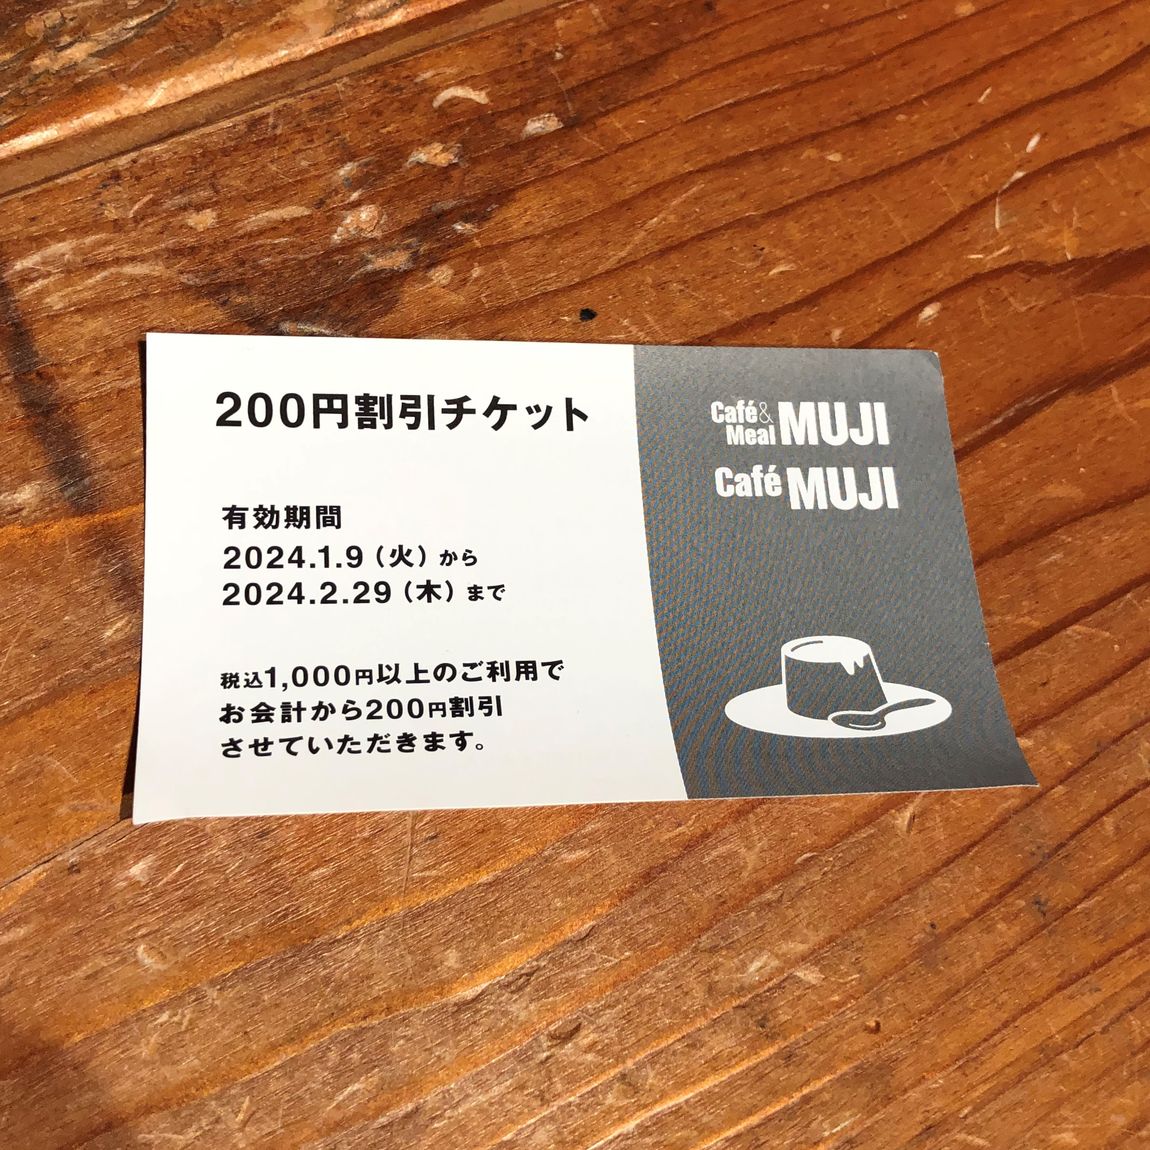 200円割引チケット
有効期間
2024.1.9（火）から
2024.2.29（木）まで
税込1,000円以上のご利用で
お会計から200円割引
させていただきます。
Café&
Meal MUJI
Café MUJI